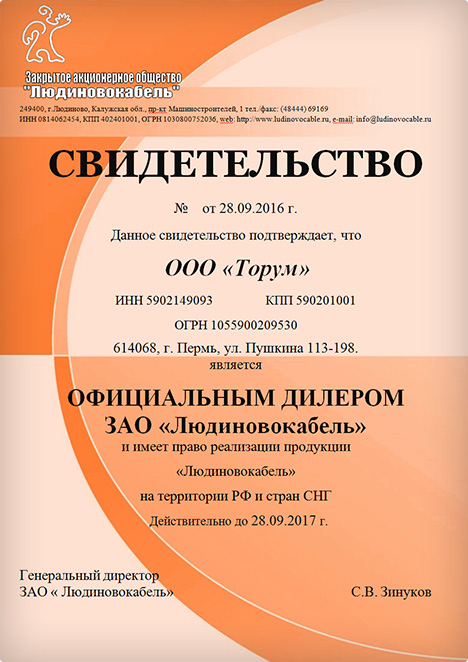 Закрытое акционерное общество
"Людиновокабель"
249400, г.Людиново, Калужская обл., пр-кт Машиностроителей, 1 тел./факс: (48444) 69169
ИНН 0814062454, КПП 402401001, ОГРН 1030800752036, web: http://www.ludinovocable.ru, e-mail: info@ludinovocable.ru
СВИДЕТЕЛЬСТВО
№ от 28.09.2016 г.
Данное свидетельство подтверждает, что
ООО «Торум»
ИНН 5902149093 КПП 590201001
ОГРН 1055900209530
614068, г. Пермь, ул. Пушкина 113-198.
является
ОФИЦИАЛЬНЫМ ДИЛЕРОМ
ЗАО «Людиновокабель»
и имеет право реализации продукции
«Людиновокабель»
на территории РФ и стран СНГ
Действительно до 28.09.2017 г.
Генеральный директор
ЗАО « Людиновокабель» С.В. Зинуков